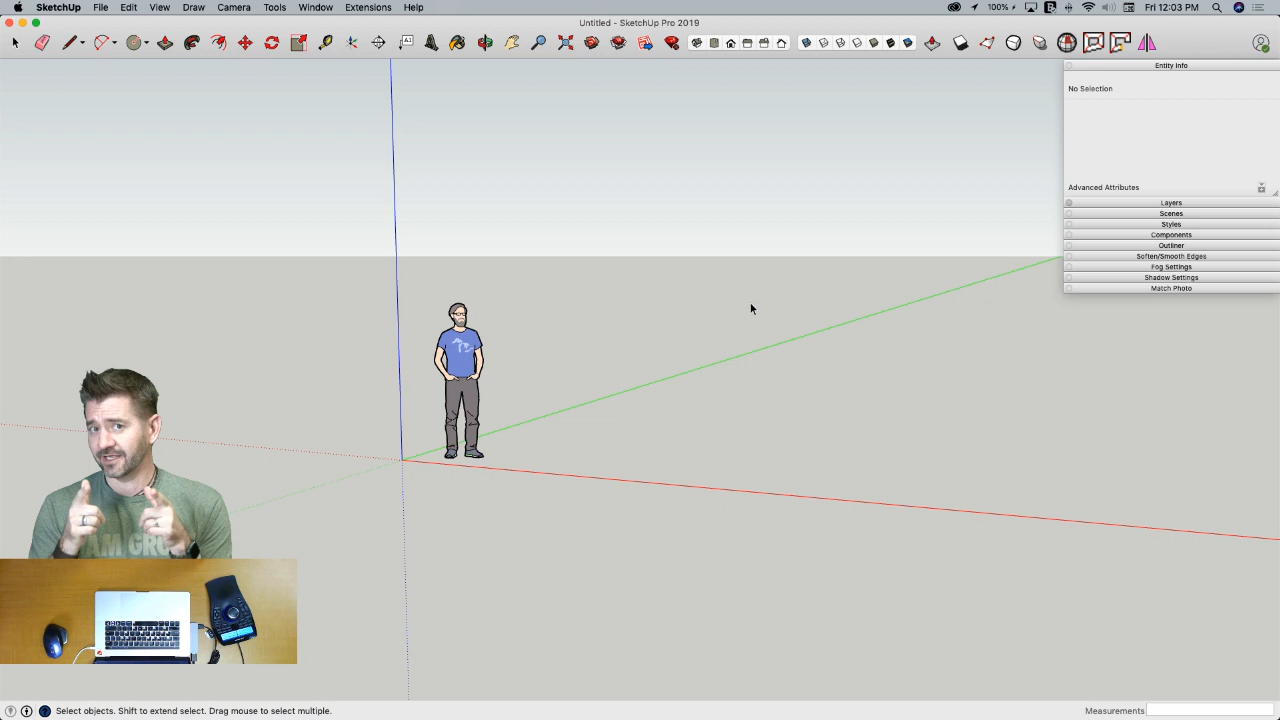 SketchUp File Edit View Draw Camera Tools Window Extensions Help 100% Fri 12:03 PM
Untitled - SketchUp Pro 2019
Entity Info
No Selection
Advanced Attributes
Layers
Scenes
Styles
Components
Outliner
Soften/Smooth Edges
Fog Settings
Shadow Settings
Match Photo
AM GRO
Select objects. Shift to extend select. Drag mouse to select multiple.
Measurements